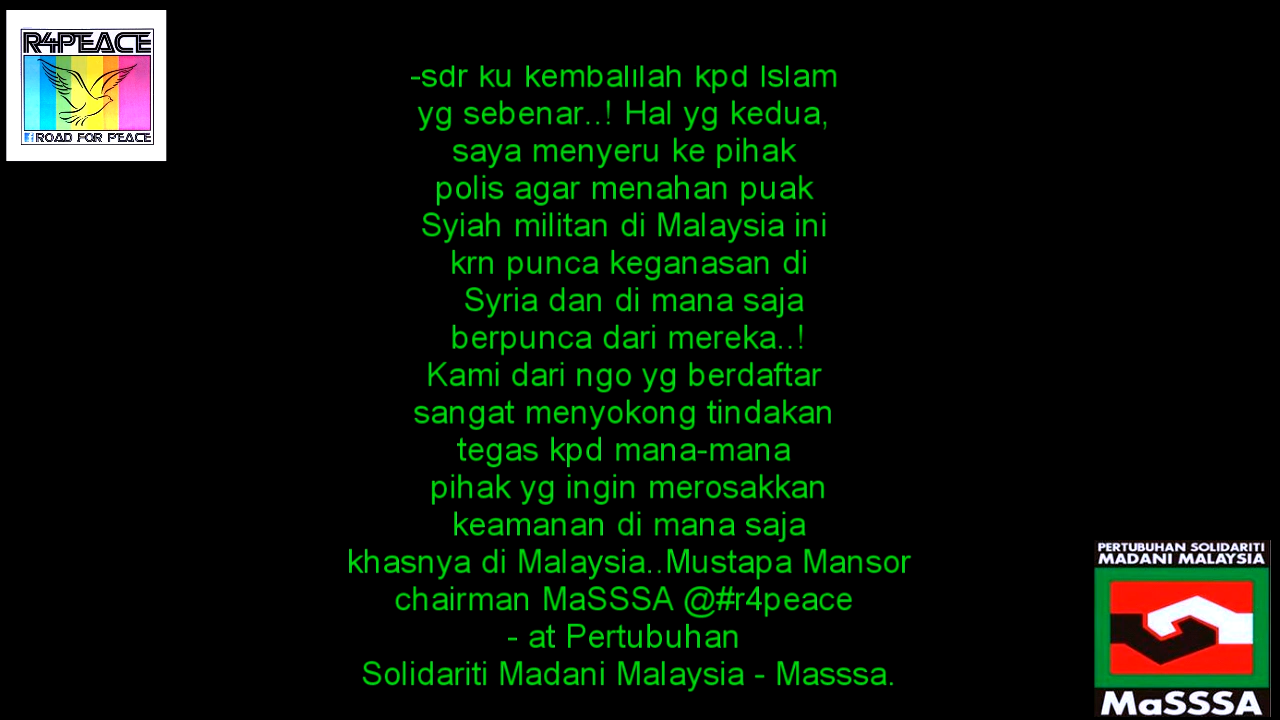 R4PEACE
ROAD FOR PEACE
-sdr ku kembalilah kpd Islam
yg sebenar..! Hal yg kedua,
saya menyeru ke pihak
polis agar menahan puak
Syiah militan di Malaysia ini
krn punca keganasan di
Syria dan di mana saja
berpunca dari mereka..!
Kami dari ngo yg berdaftar
sangat menyokong tindakan
tegas kpd mana-mana
pihak yg ingin merosakkan
keamanan di mana saja
khasnya di Malaysia..Mustapa Mansor
chairman MaSSSA @#r4peace
- at Pertubuhan
Solidariti Madani Malaysia - Masssa.
PERTUBUHAN SOLIDARITI
MADANI MALAYSIA
MaSSSA